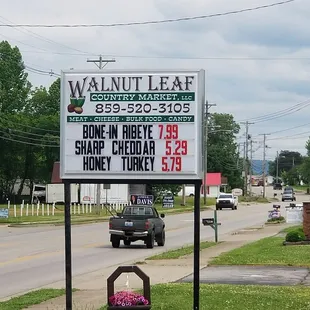 WALNUT LEAF
COUNTRY MARKET, LLC
859-520-3105
MEAT - CHEESE - BULK FOOD - CANDY
BONE-IN RIBEYE 7.99
SHARP CHEDDAR 5.29
HONEY TURKEY 5.79
DAVIS